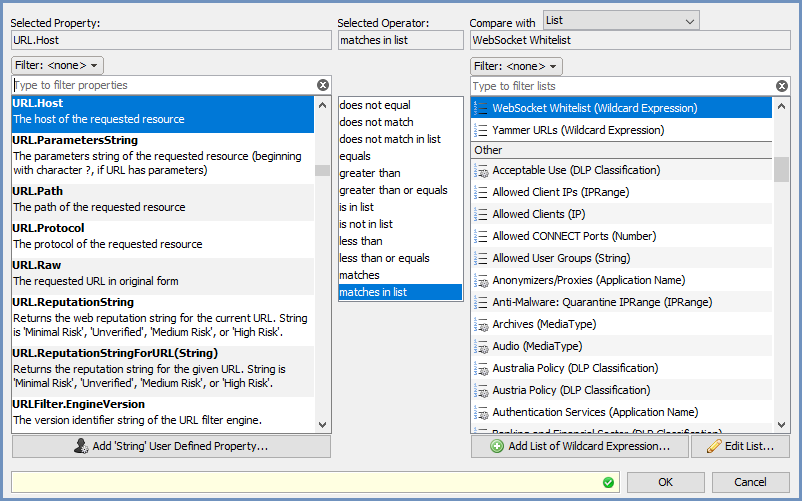 Selected Property:
Selected Operator:
Compare with
List
URL.Host
matches in list
WebSocket Whitelist
Filter: <none>
Type to filter properties
URL.Host
The host of the requested resource
URL.ParametersString
The parameters string of the requested resource (beginning
with character ?, if URL has parameters)
URL.Path
The path of the requested resource
URL.Protocol
The protocol of the requested resource
URL.Raw
The requested URL in original form
URL.ReputationString
Returns the web reputation string for the current URL. String
is 'Minimal Risk', 'Unverified', 'Medium Risk', or 'High Risk'.
URL.ReputationStringForURL(String)
Returns the reputation string for the given URL. String is
'Minimal Risk', 'Unverified', 'Medium Risk', or 'High Risk'.
URLFilter.EngineVersion
The version identifier string of the URL filter engine.
Add 'String' User Defined Property...
does not equal
does not match
does not match in list
equals
greater than
greater than or equals
is in list
is not in list
less than
less than or equals
matches
matches in list
Filter: <none>
Type to filter lists
WebSocket Whitelist (Wildcard Expression)
Yammer URLs (Wildcard Expression)
Other
Acceptable Use (DLP Classification)
Allowed Client IPs (IPRange)
Allowed Clients (IP)
Allowed CONNECT Ports (Number)
Allowed User Groups (String)
Anonymizers/Proxies (Application Name)
Anti-Malware: Quarantine IPRange (IPRange)
Archives (MediaType)
Audio (MediaType)
Australia Policy (DLP Classification)
Austria Policy (DLP Classification)
Authentication Services (Application Name)
Banking and Financial Sector (DLP Classification)
Add List of Wildcard Expression...
Edit List...
OK
Cancel